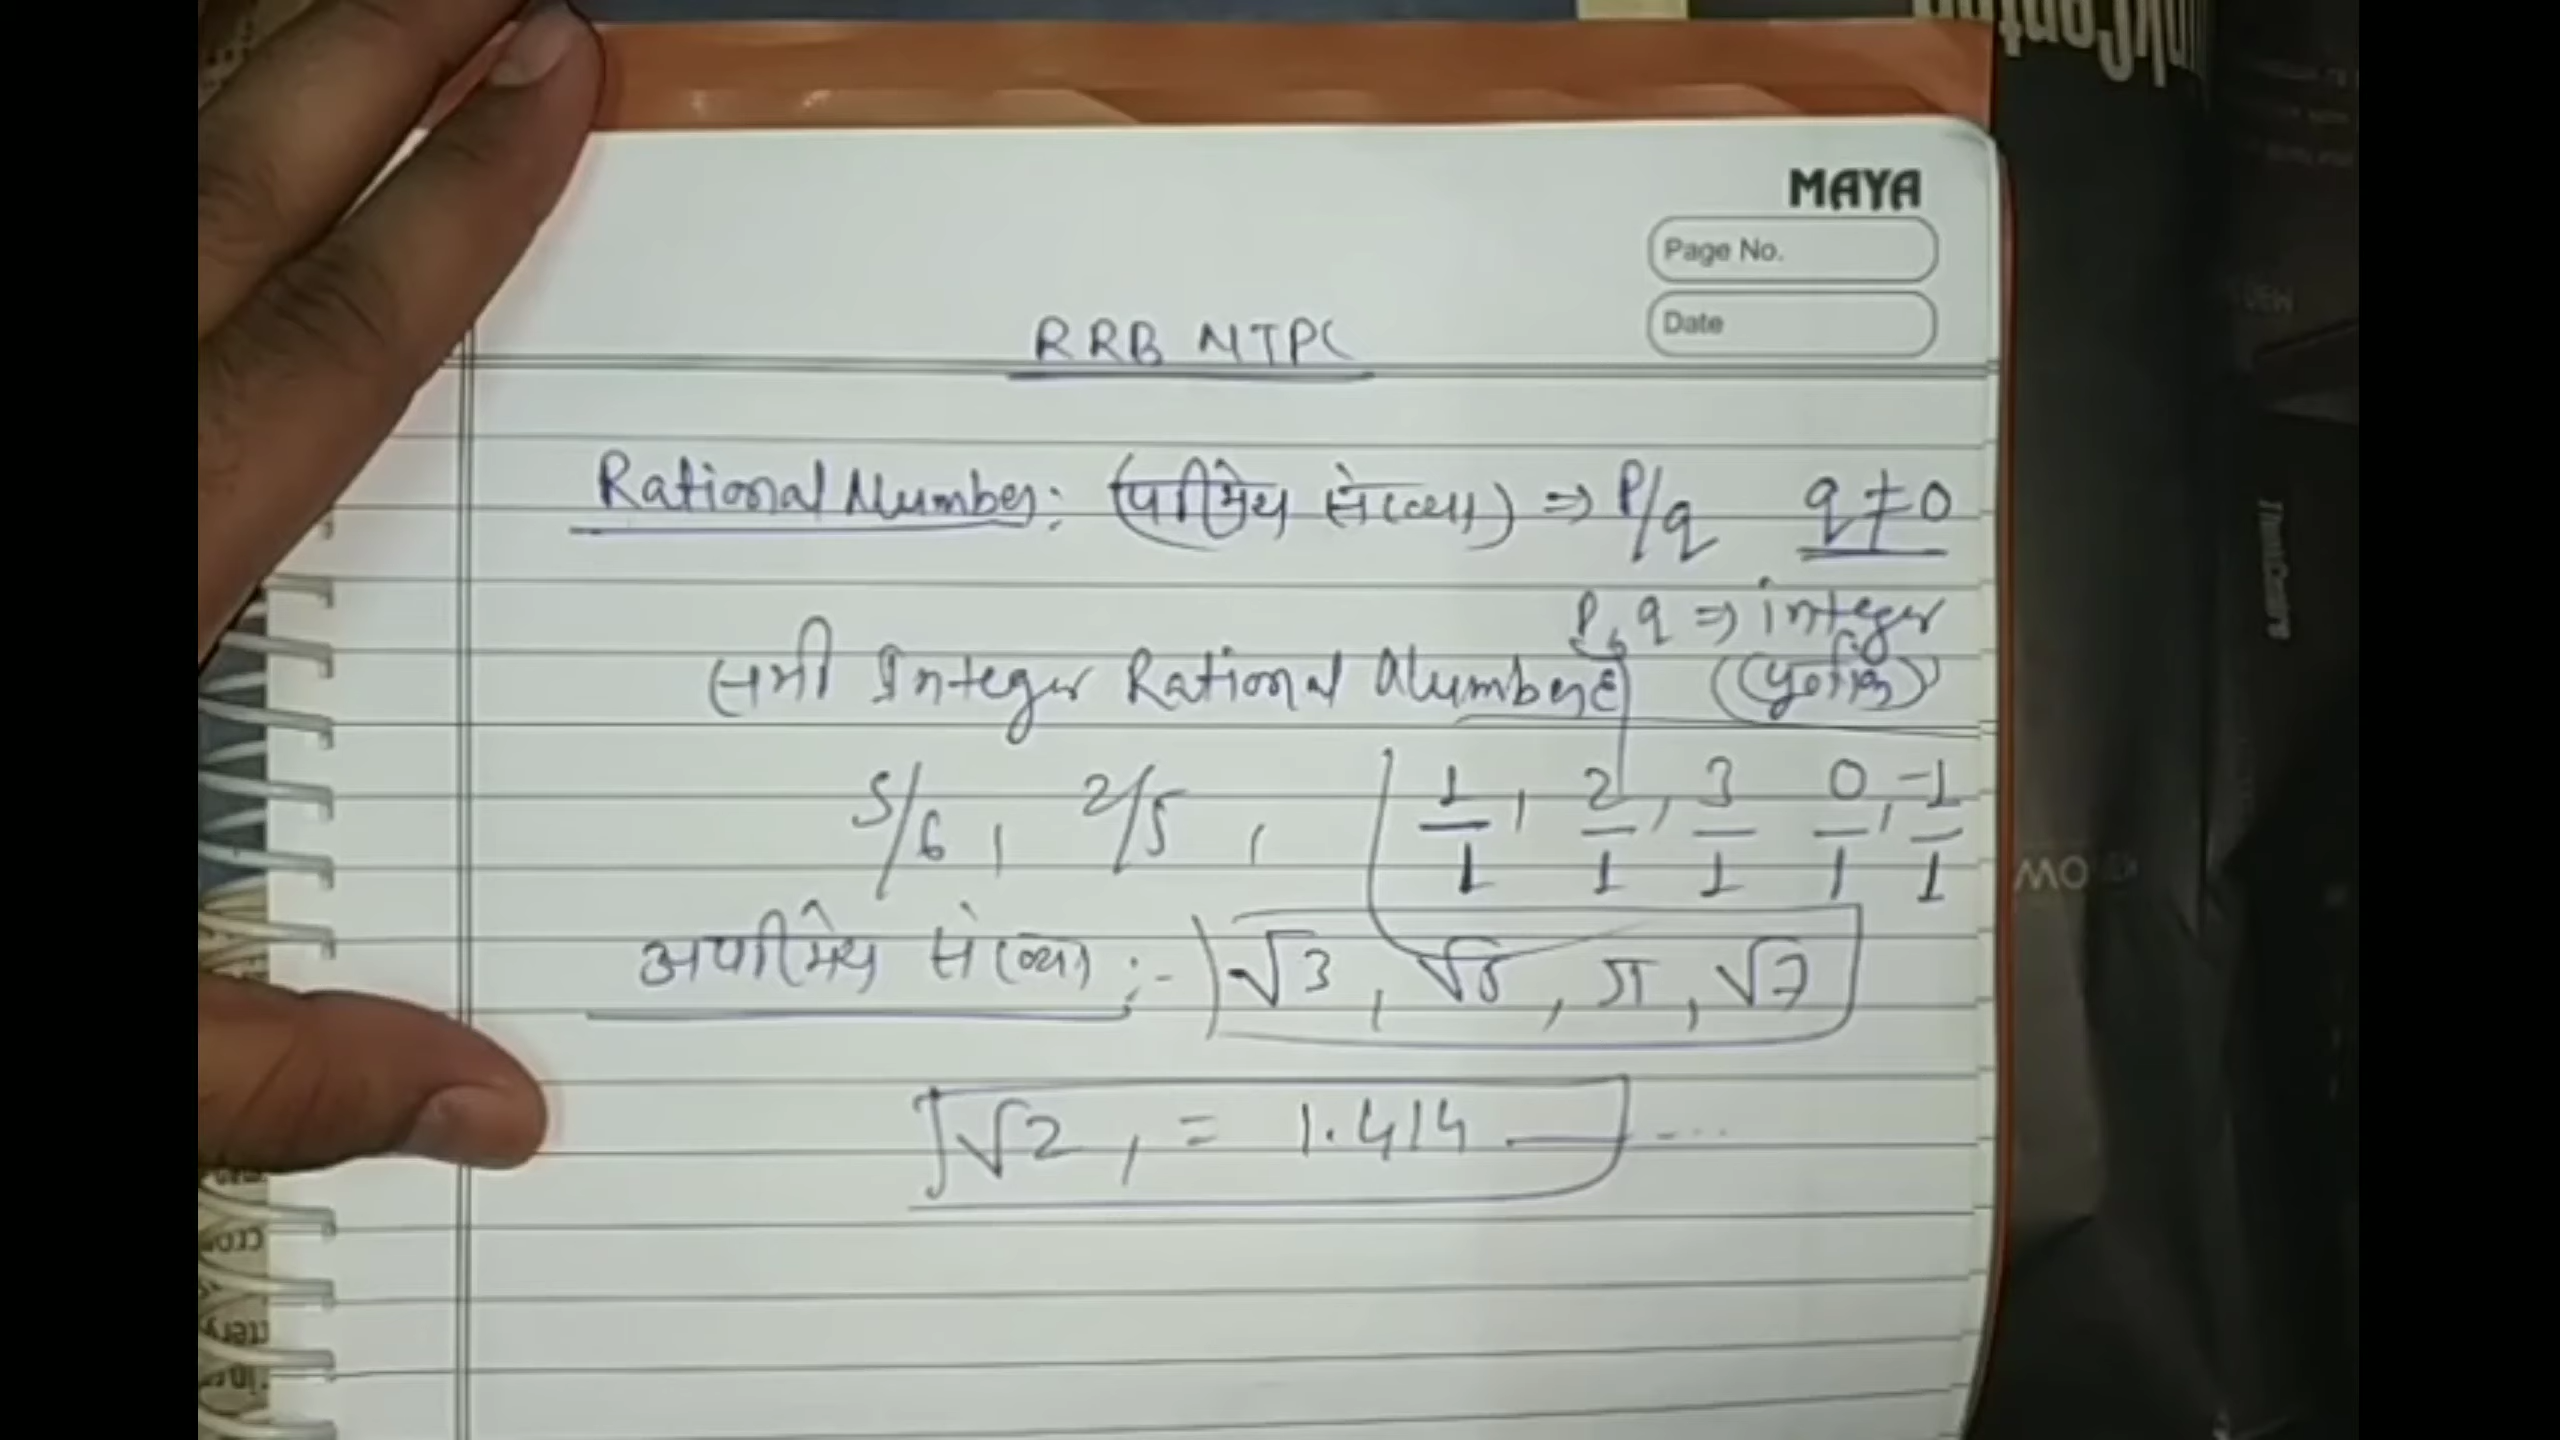 MAYA
Page No.
Date
RRB NTPC
Rational Number: (परिमेय संख्या) => P/q q ≠ 0
P, q => integer
(पूर्णांक)
सभी Integer Rational Number है
5/6, 2/5, 1/1, 2/1, 3/1 0/1, -1/1
अपरिमेय संख्या :- √3, √5, π, √7
√2, = 1.414 — ...